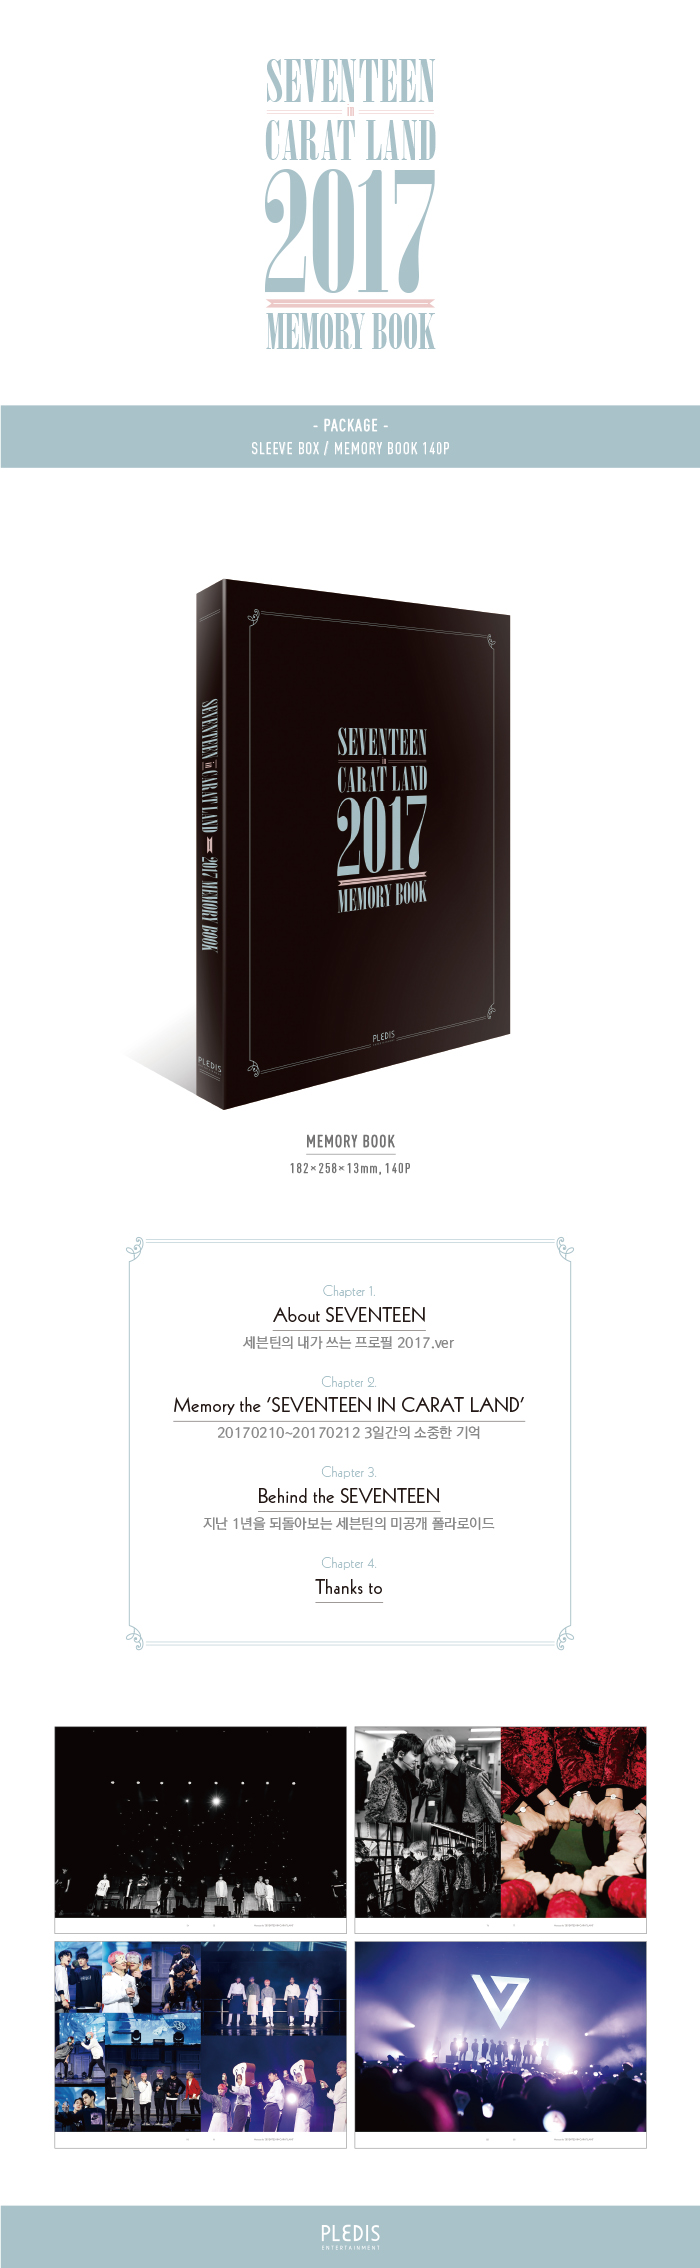 SEVENTEEN
in
CARAT LAND
2017
MEMORY BOOK
- PACKAGE -
SLEEVE BOX / MEMORY BOOK 140P
SEVENTEEN in CARAT LAND 2017 MEMORY BOOK
PLEDIS
SEVENTEEN
in
CARAT LAND
2017
MEMORY BOOK
PLEDIS
MEMORY BOOK
182×258×13mm, 140P
Chapter 1.
About SEVENTEEN
세븐틴의 내가 쓰는 프로필 2017.ver
Chapter 2.
Memory the 'SEVENTEEN IN CARAT LAND'
20170210~20170212 3일간의 소중한 기억
Chapter 3.
Behind the SEVENTEEN
지난 1년을 되돌아보는 세븐틴의 미공개 폴라로이드
Chapter 4.
Thanks to
PLEDIS
ENTERTAINMENT